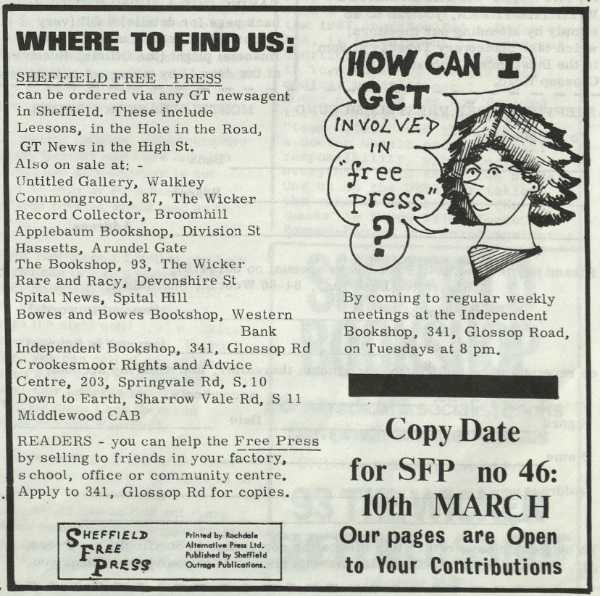 WHERE TO FIND US:
SHEFFIELD FREE PRESS
can be ordered via any GT newsagent
in Sheffield. These include
Leesons, in the Hole in the Road,
GT News in the High St.
Also on sale at: -
Untitled Gallery, Walkley
Commonground, 87, The Wicker
Record Collector, Broomhill
Applebaum Bookshop, Division St
Hassetts, Arundel Gate
The Bookshop, 93, The Wicker
Rare and Racy, Devonshire St
Spital News, Spital Hill
Bowes and Bowes Bookshop, Western
Bank
Independent Bookshop, 341, Glossop Rd
Crookesmoor Rights and Advice
Centre, 203, Springvale Rd, S.10
Down to Earth, Sharrow Vale Rd, S 11
Middlewood CAB
READERS - you can help the Free Press
by selling to friends in your factory,
school, office or community centre.
Apply to 341, Glossop Rd for copies.
SHEFFIELD
FREE
PRESS
Printed by Rochdale
Alternative Press Ltd.
Published by Sheffield
Outrage Publications.
HOW CAN I
GET
INVOLVED
IN
"free
press"
?
By coming to regular weekly
meetings at the Independent
Bookshop, 341, Glossop Road,
on Tuesdays at 8 pm.
Copy Date
for SFP no 46:
10th MARCH
Our pages are Open
to Your Contributions